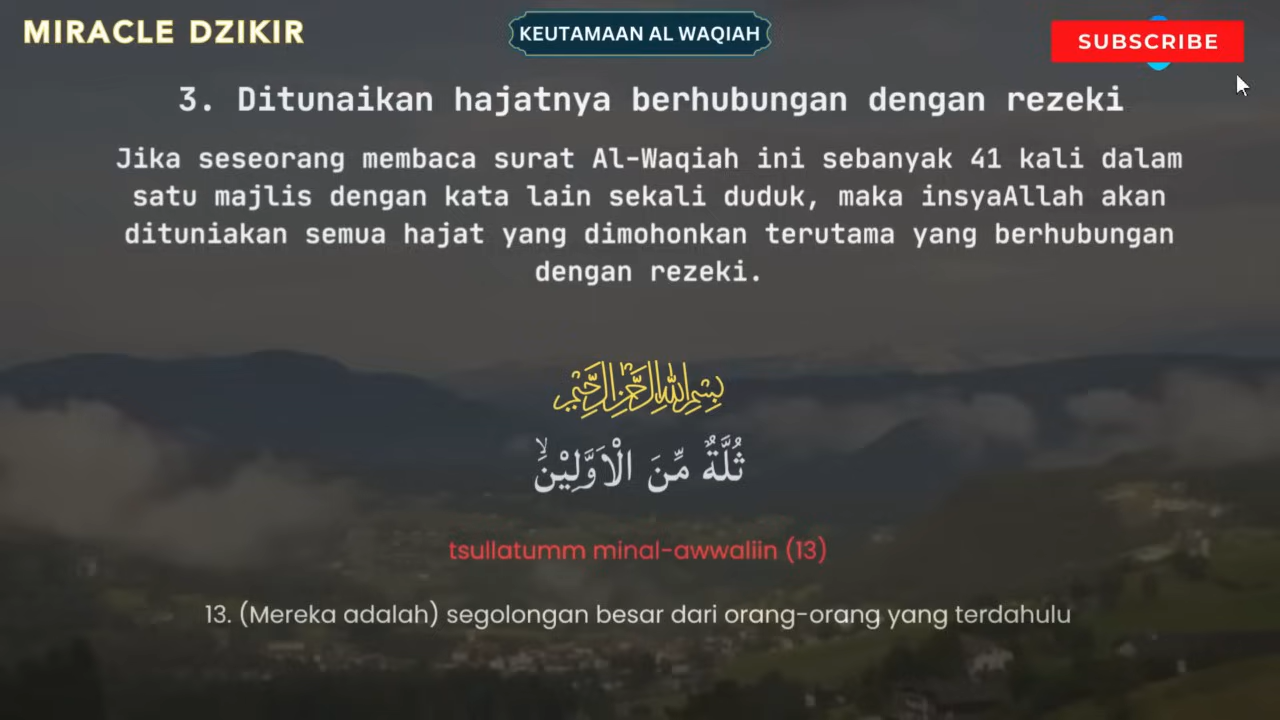 MIRACLE DZIKIR
KEUTAMAAN AL WAQIAH
SUBSCRIBE
3. Ditunaikan hajatnya berhubungan dengan rezeki
Jika seseorang membaca surat Al-Waqiah ini sebanyak 41 kali dalam
satu majlis dengan kata lain sekali duduk, maka insyaAllah akan
dituniakan semua hajat yang dimohonkan terutama yang berhubungan
dengan rezeki.
بِسْمِ اللهِ الرَّحْمٰنِ الرَّحِيْمِ
ثُلَّةٌ مِّنَ الْاَوَّلِيْنَۙ
tsullatumm minal-awwaliin (13)
13. (Mereka adalah) segolongan besar dari orang-orang yang terdahulu